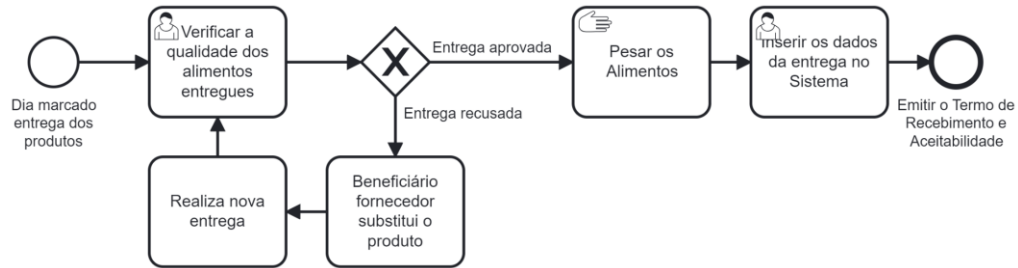 Verificar a
qualidade dos
alimentos
entregues
Entrega aprovada
Pesar os
Alimentos
Inserir os dados
da entrega no
Sistema
Dia marcado
entrega dos
produtos
Entrega recusada
Emitir o Termo de
Recebimento e
Aceitabilidade
Realiza nova
entrega
Beneficiário
fornecedor
substitui o
produto